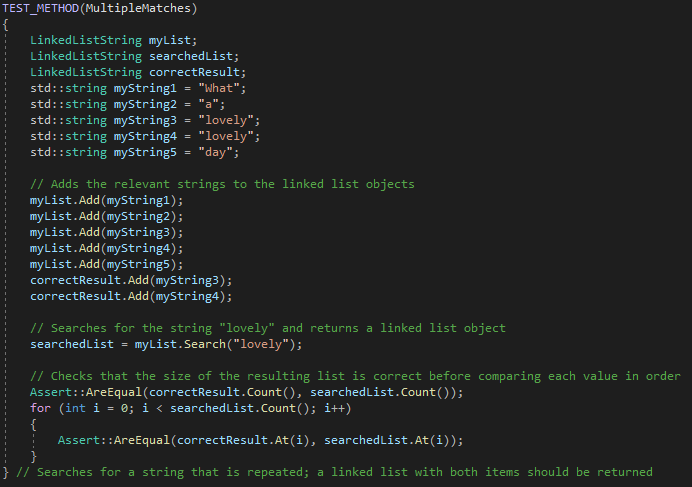 TEST_METHOD(MultipleMatches)
{
    LinkedListString myList;
    LinkedListString searchedList;
    LinkedListString correctResult;
    std::string myString1 = "What";
    std::string myString2 = "a";
    std::string myString3 = "lovely";
    std::string myString4 = "lovely";
    std::string myString5 = "day";

    // Adds the relevant strings to the linked list objects
    myList.Add(myString1);
    myList.Add(myString2);
    myList.Add(myString3);
    myList.Add(myString4);
    myList.Add(myString5);
    correctResult.Add(myString3);
    correctResult.Add(myString4);

    // Searches for the string "lovely" and returns a linked list object
    searchedList = myList.Search("lovely");

    // Checks that the size of the resulting list is correct before comparing each value in order
    Assert::AreEqual(correctResult.Count(), searchedList.Count());
    for (int i = 0; i < searchedList.Count(); i++)
    {
        Assert::AreEqual(correctResult.At(i), searchedList.At(i));
    }
} // Searches for a string that is repeated; a linked list with both items should be returned